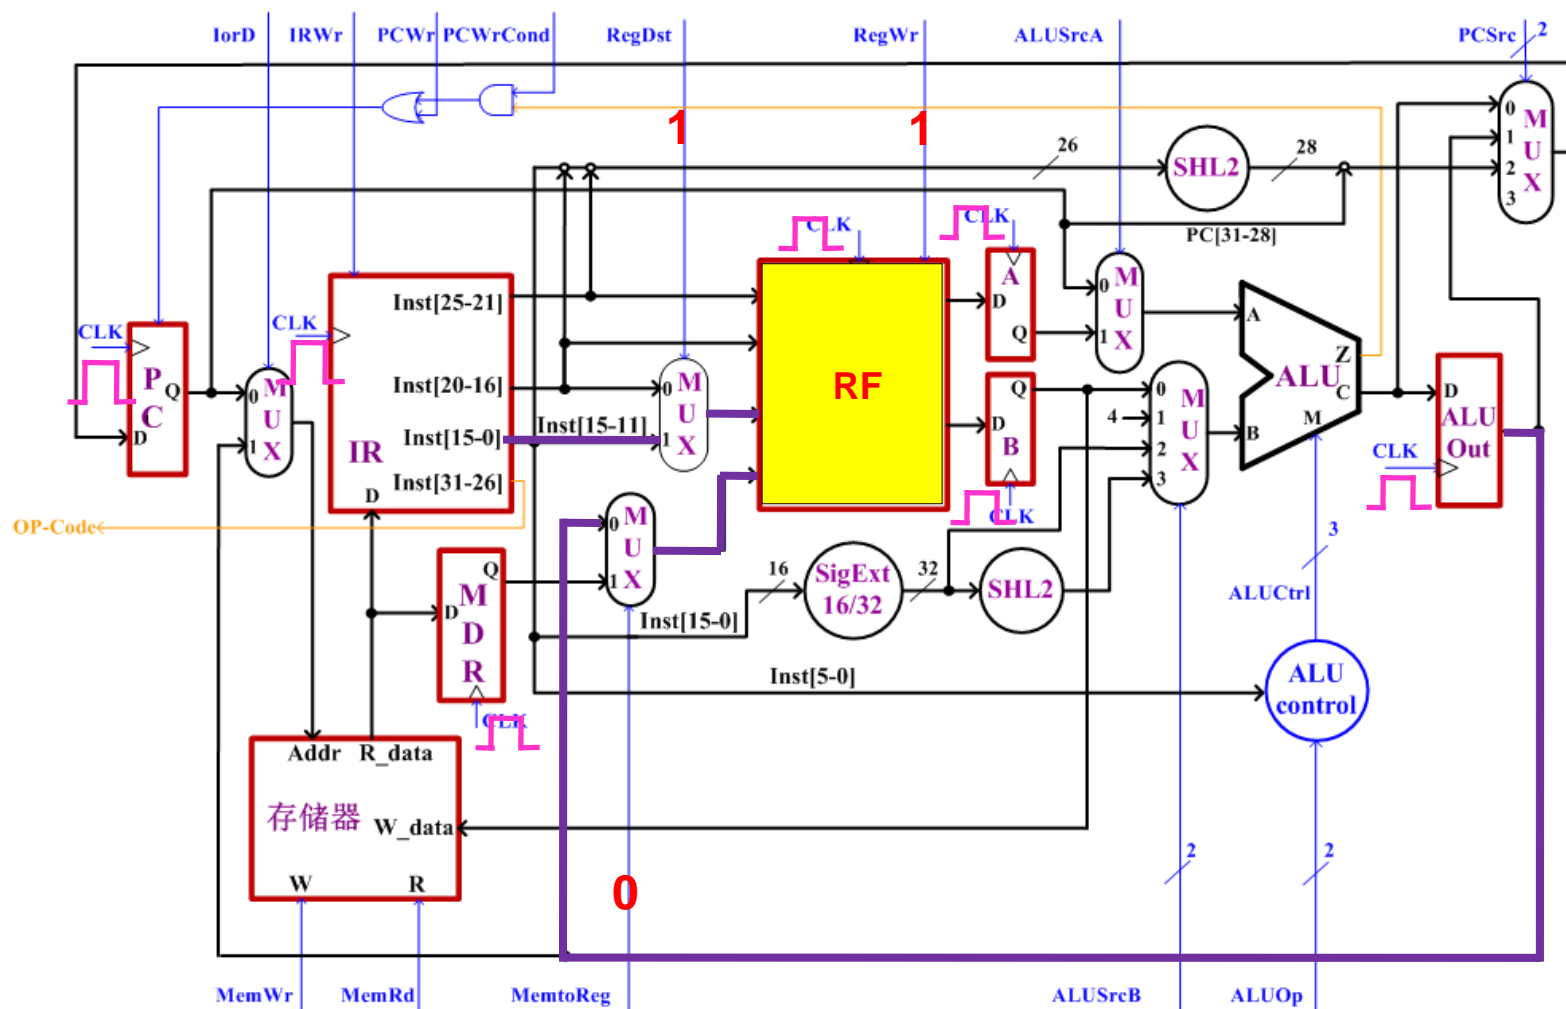 IorD IRWr PCWr PCWrCond RegDst RegWr ALUSrcA PCSrc 2
1 1
26 28
SHL2
0
1
2
3
M
U
X
PC[31-28]
CLK CLK
A
D
Q
0
1
M
U
X
Inst[25-21]
CLK
Inst[20-16]
Inst[15-0]
Inst[31-26]
IR
D
CLK
P
C
Q
D
0
1
M
U
X
Inst[15-11]
0
1
M
U
X
RF
Q
D
B
CLK
0
4 1
2
3
M
U
X
A
B
ALU
Z
C
M
D
ALU
Out
CLK
OP-Code
Q
D
M
D
R
CLK
0
1
M
U
X
16
SigExt
16/32
32
SHL2
Inst[15-0]
3
ALUCtrl
Inst[5-0]
ALU
control
Addr R_data
存储器
W_data
W R
0
2 2
MemWr MemRd MemtoReg ALUSrcB ALUOp